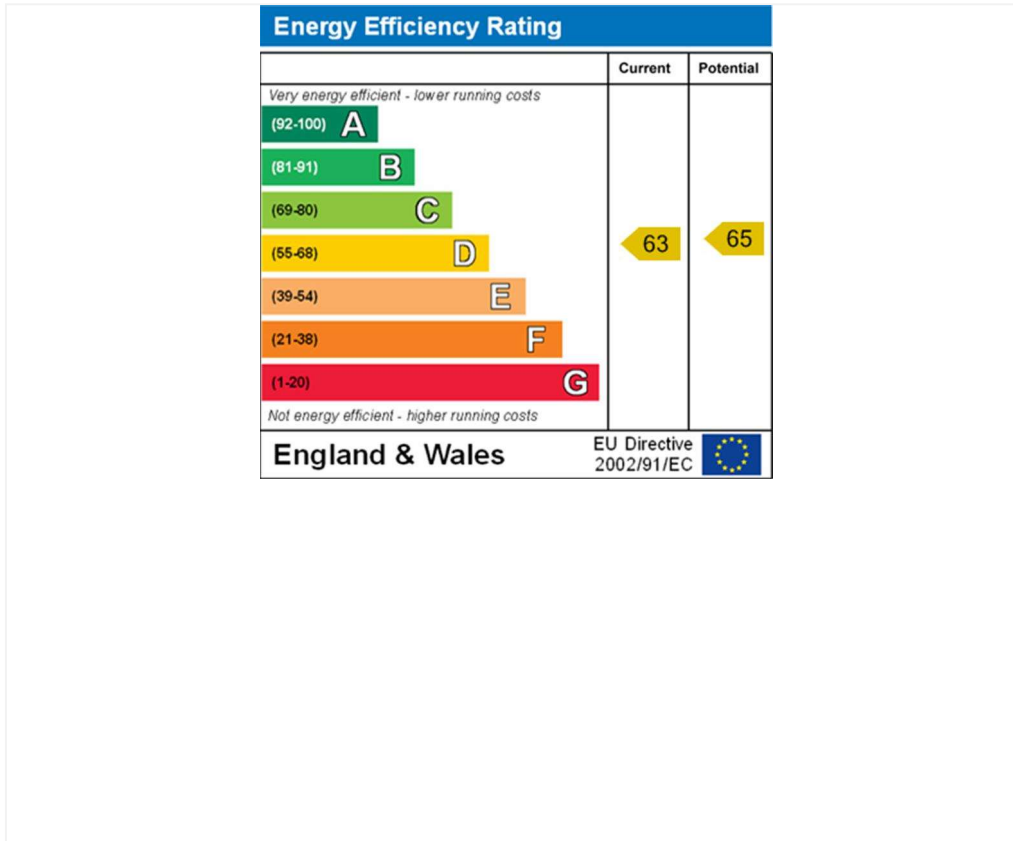 Energy Efficiency Rating
Current Potential
Very energy efficient - lower running costs
(92-100) A
(81-91) B
(69-80) C
(55-68) D 63 65
(39-54) E
(21-38) F
(1-20) G
Not energy efficient - higher running costs
England & Wales
EU Directive
2002/91/EC